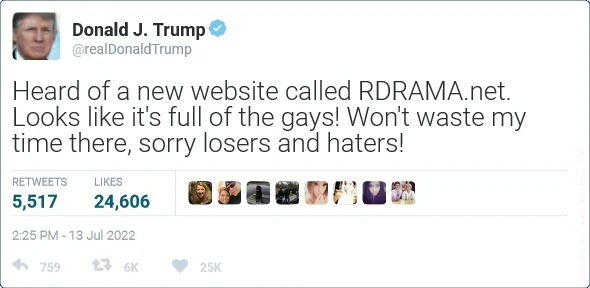 Donald J. Trump
@realDonaldTrump
Heard of a new website called RDRAMA.net.
Looks like it's full of the gays! Won't waste my
time there, sorry losers and haters!
RETWEETS LIKES
5,517 24,606
2:25 PM - 13 Jul 2022
759 6K 25K